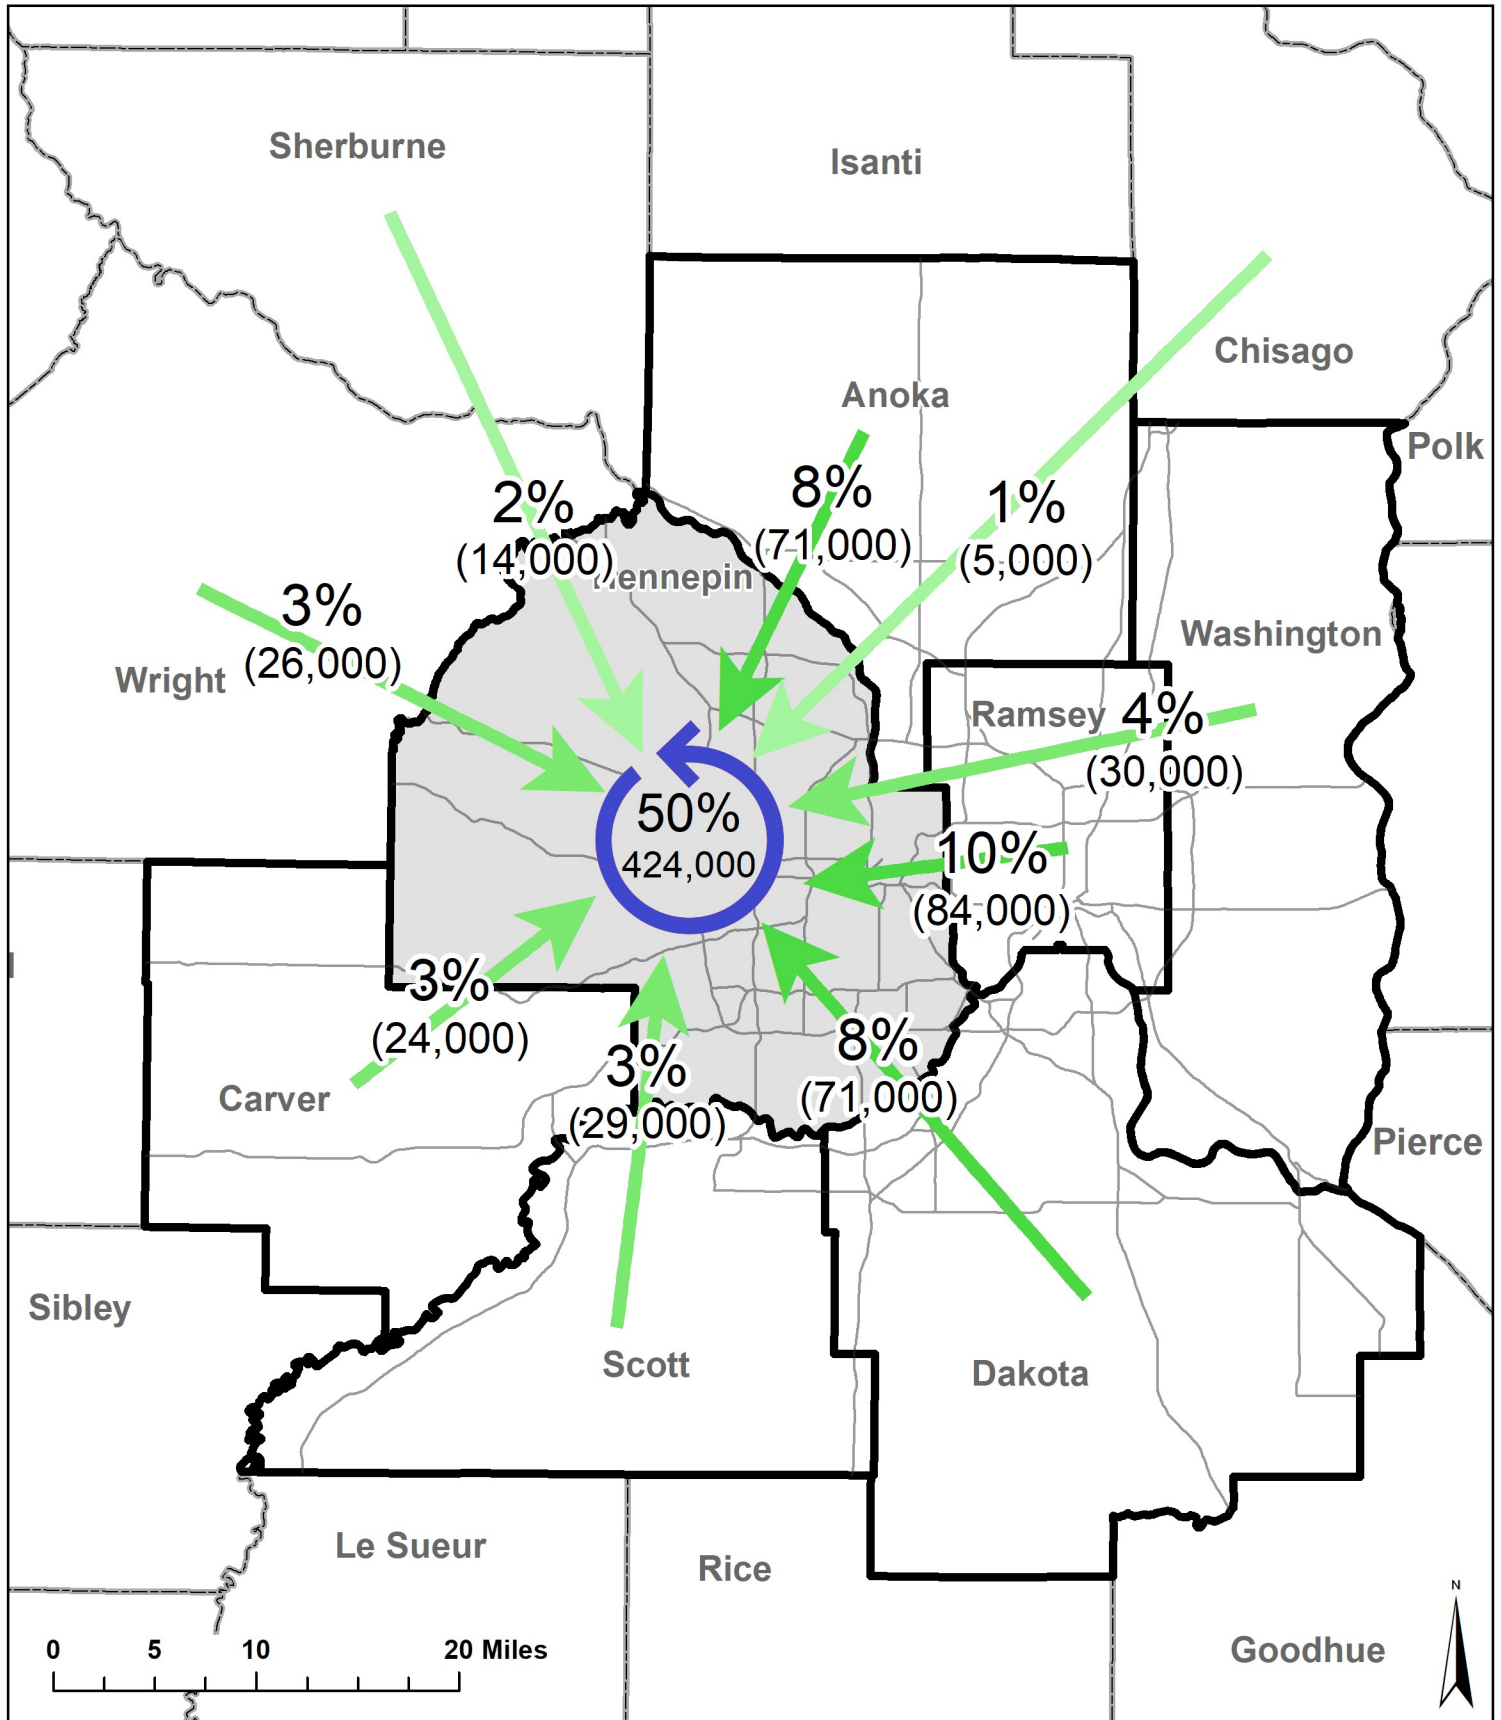 Sherburne
Isanti
Chisago
Anoka
Polk
8%
(71,000)
2%
(14,000)
1%
(5,000)
Hennepin
3%
(26,000)
Wright
Washington
Ramsey
4%
(30,000)
50%
424,000
10%
(84,000)
3%
(24,000)
3%
(29,000)
8%
(71,000)
Carver
Pierce
Sibley
Scott
Dakota
Le Sueur
Rice
Goodhue
N
0 5 10 20 Miles